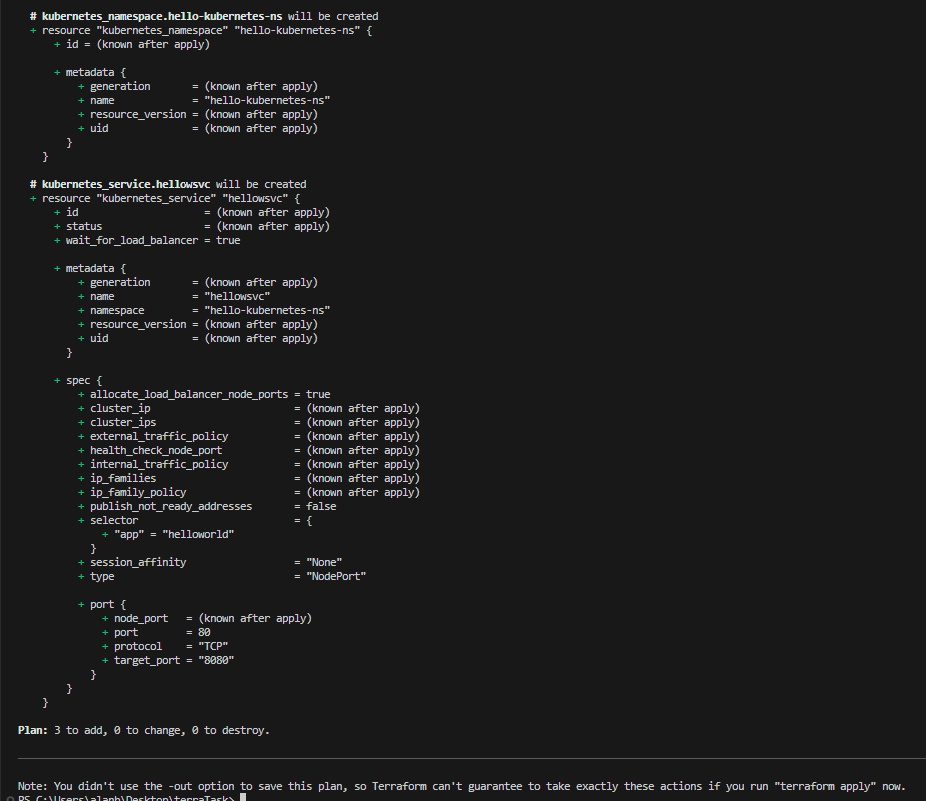 # kubernetes_namespace.hello-kubernetes-ns will be created
+ resource "kubernetes_namespace" "hello-kubernetes-ns" {
+ id = (known after apply)
+ metadata {
+ generation = (known after apply)
+ name = "hello-kubernetes-ns"
+ resource_version = (known after apply)
+ uid = (known after apply)
}
}
# kubernetes_service.hellowsvc will be created
+ resource "kubernetes_service" "hellowsvc" {
+ id = (known after apply)
+ status = (known after apply)
+ wait_for_load_balancer = true
+ metadata {
+ generation = (known after apply)
+ name = "hellowsvc"
+ namespace = "hello-kubernetes-ns"
+ resource_version = (known after apply)
+ uid = (known after apply)
}
+ spec {
+ allocate_load_balancer_node_ports = true
+ cluster_ip = (known after apply)
+ cluster_ips = (known after apply)
+ external_traffic_policy = (known after apply)
+ health_check_node_port = (known after apply)
+ internal_traffic_policy = (known after apply)
+ ip_families = (known after apply)
+ ip_family_policy = (known after apply)
+ publish_not_ready_addresses = false
+ selector = {
+ "app" = "helloworld"
}
+ session_affinity = "None"
+ type = "NodePort"
+ port {
+ node_port = (known after apply)
+ port = 80
+ protocol = "TCP"
+ target_port = "8080"
}
}
}
Plan: 3 to add, 0 to change, 0 to destroy.
Note: You didn't use the -out option to save this plan, so Terraform can't guarantee to take exactly these actions if you run "terraform apply" now.
PS C:\Users\alanh\Desktop\terraTask>